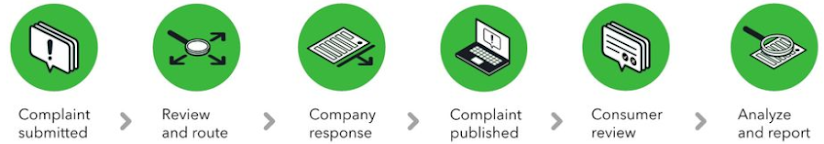 Complaint
submitted
Review
and route
Company
response
Complaint
published
Consumer
review
Analyze
and report